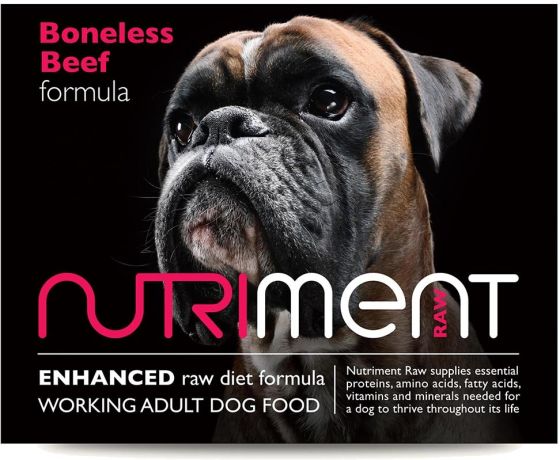 Boneless
Beef
formula
NUTRIMENT
RAW
ENHANCED raw diet formula
WORKING ADULT DOG FOOD
Nutriment Raw supplies essential
proteins, amino acids, fatty acids,
vitamins and minerals needed for
a dog to thrive throughout its life